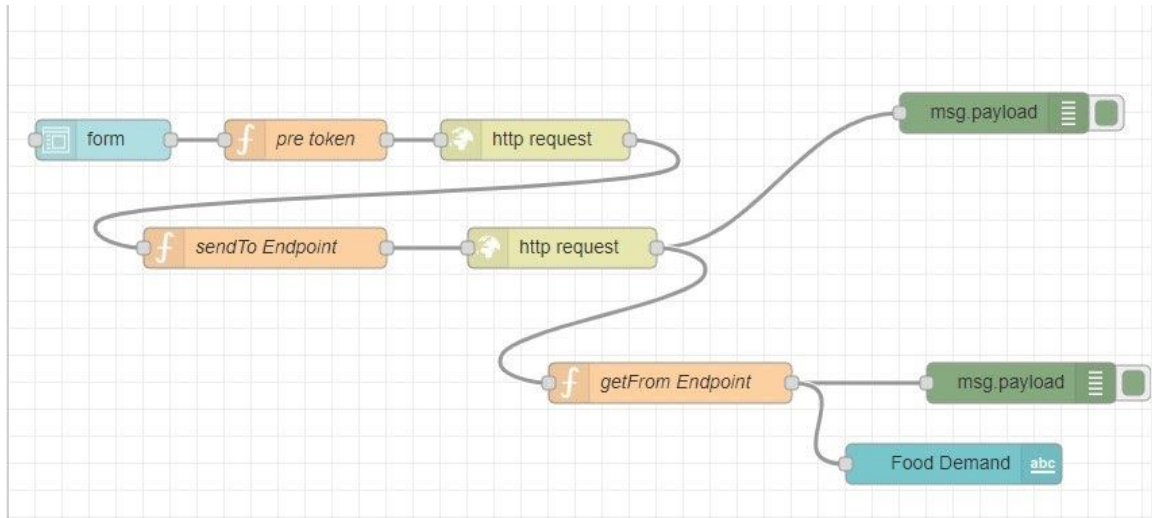 msg.payload
form
pre token
http request
sendTo Endpoint
http request
getFrom Endpoint
msg.payload
Food Demand
abc